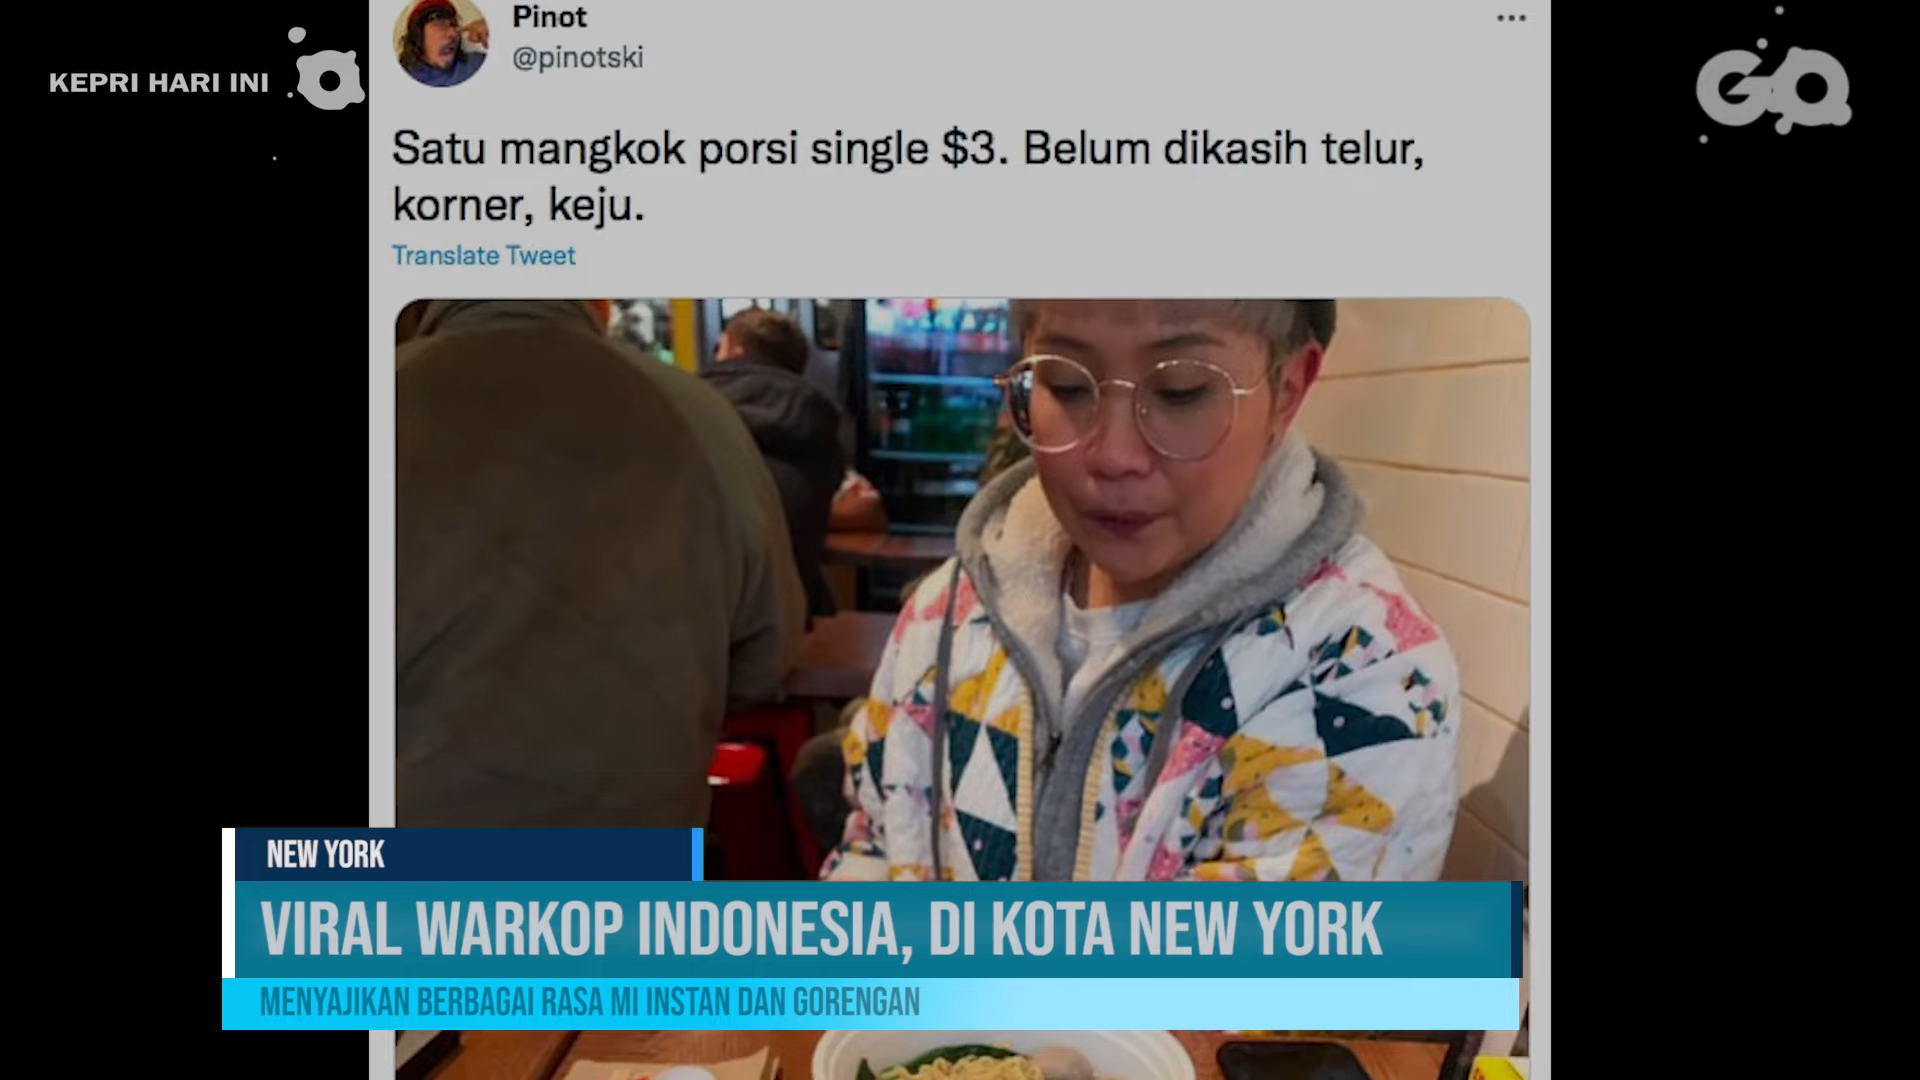 Pinot
@pinotski
KEPRI HARI INI
GQ
Satu mangkok porsi single $3. Belum dikasih telur,
korner, keju.
Translate Tweet
NEW YORK
VIRAL WARKOP INDONESIA, DI KOTA NEW YORK
MENYAJIKAN BERBAGAI RASA MI INSTAN DAN GORENGAN